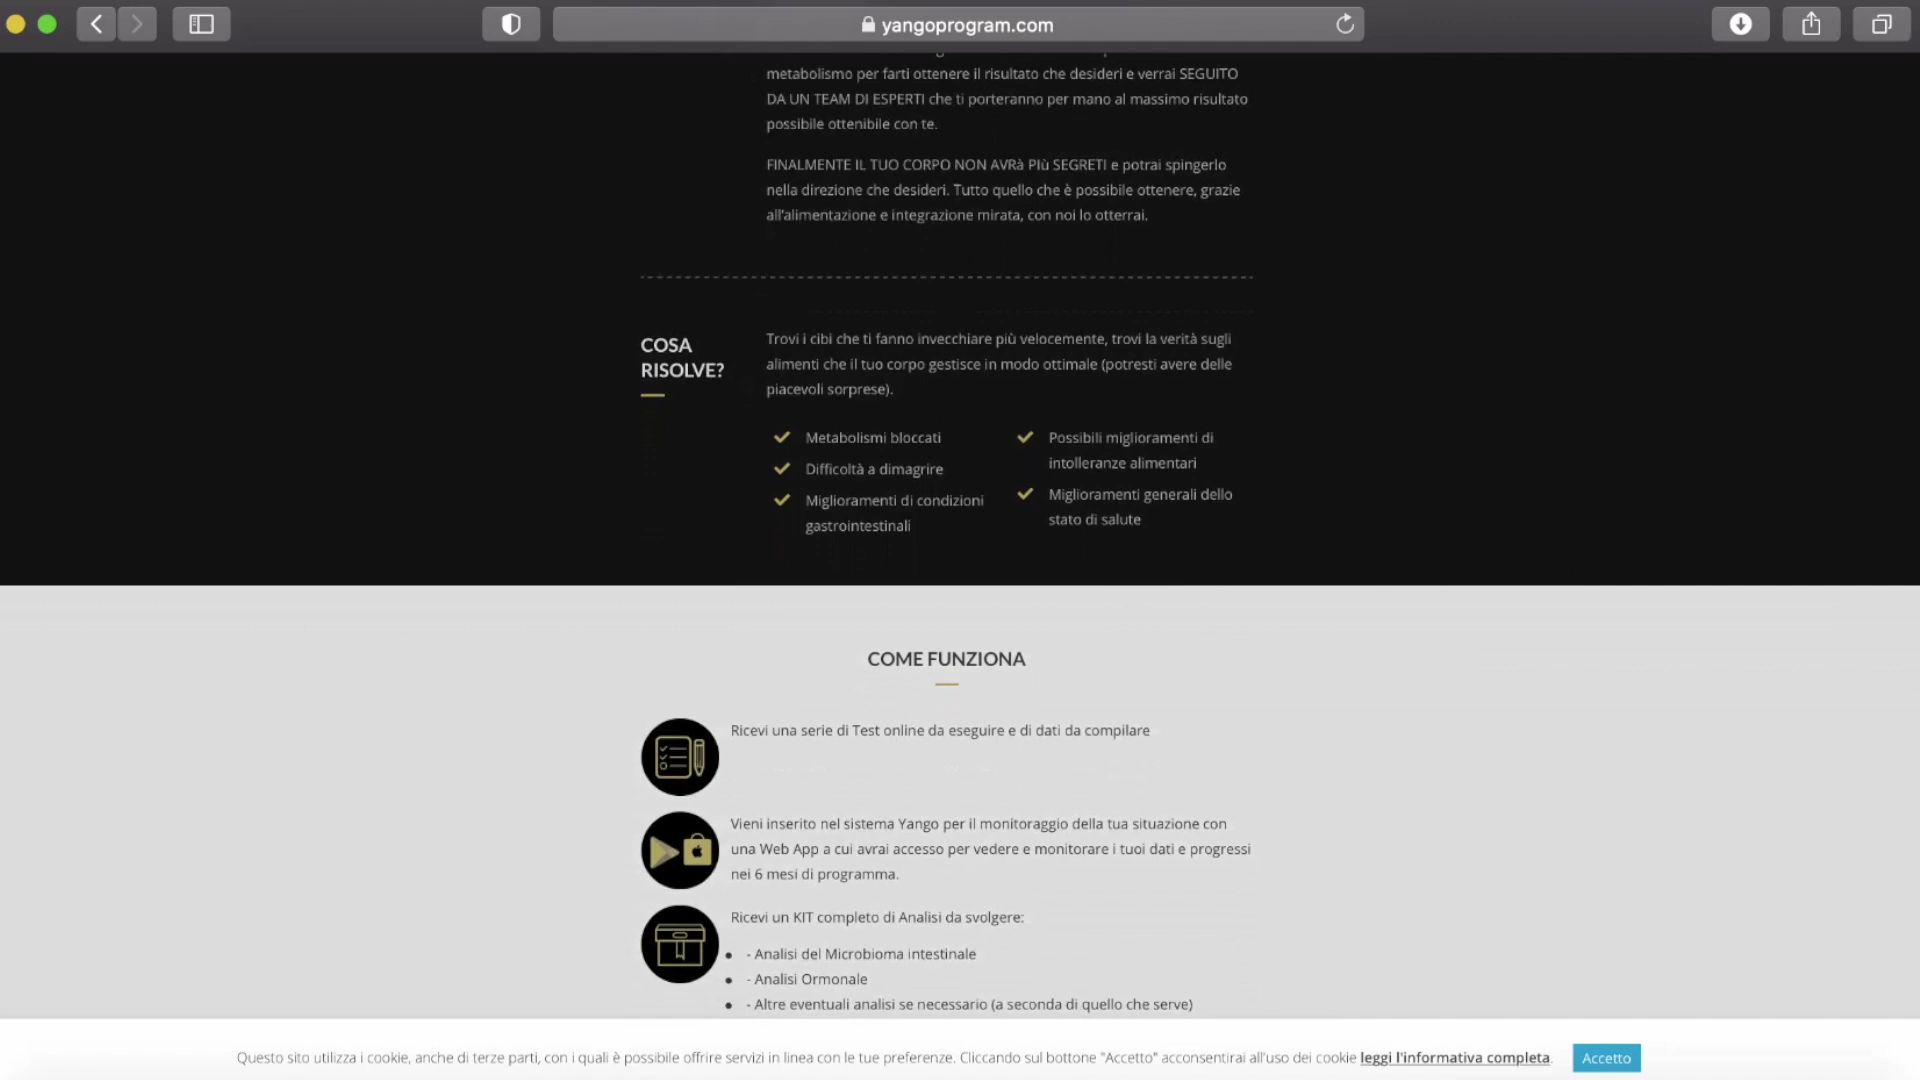 yangoprogram.com
metabolismo per farti ottenere il risultato che desideri e verrai SEGUITO
DA UN TEAM DI ESPERTI che ti porteranno per mano al massimo risultato
possibile ottenibile con te.
FINALMENTE IL TUO CORPO NON AVRà PIù SEGRETI e potrai spingerlo
nella direzione che desideri. Tutto quello che è possibile ottenere, grazie
all'alimentazione e integrazione mirata, con noi lo otterrai.
COSA
RISOLVE?
Trovi i cibi che ti fanno invecchiare più velocemente, trovi la verità sugli
alimenti che il tuo corpo gestisce in modo ottimale (potresti avere delle
piacevoli sorprese).
Metabolismi bloccati
Difficoltà a dimagrire
Miglioramenti di condizioni
gastrointestinali
Possibili miglioramenti di
intolleranze alimentari
Miglioramenti generali dello
stato di salute
COME FUNZIONA
Ricevi una serie di Test online da eseguire e di dati da compilare
Vieni inserito nel sistema Yango per il monitoraggio della tua situazione con
una Web App a cui avrai accesso per vedere e monitorare i tuoi dati e progressi
nei 6 mesi di programma.
Ricevi un KIT completo di Analisi da svolgere:
- Analisi del Microbioma intestinale
- Analisi Ormonale
- Altre eventuali analisi se necessario (a seconda di quello che serve)
Questo sito utilizza i cookie, anche di terze parti, con i quali è possibile offrire servizi in linea con le tue preferenze. Cliccando sul bottone "Accetto" acconsentirai all'uso dei cookie leggi l'informativa completa. Accetto